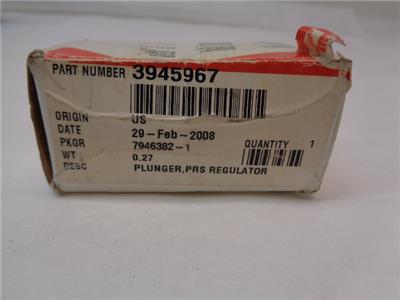 PART NUMBER 3945967
ORIGIN US
DATE 29-Feb-2008
PKGR 7946382-1 QUANTITY 1
WT 0.27
DESC PLUNGER,PRS REGULATOR